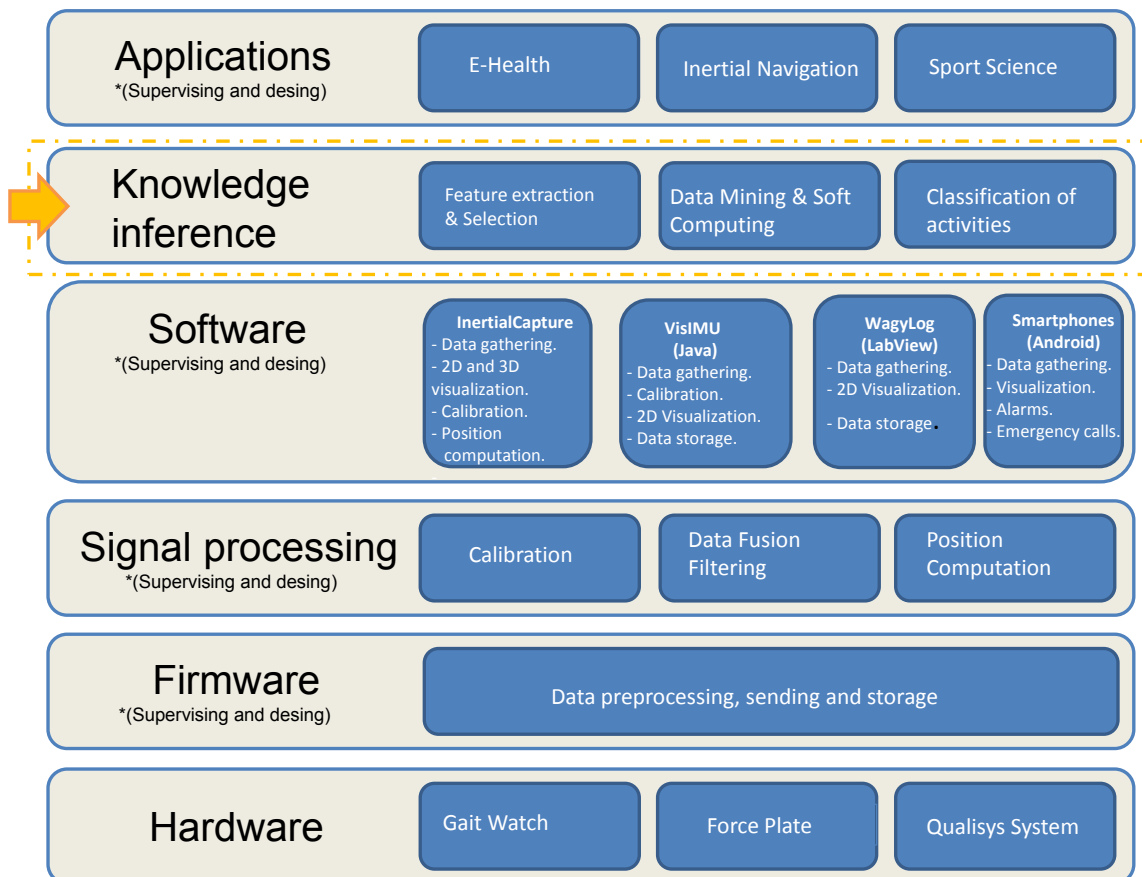 Applications
*(Supervising and desing)
E-Health
Inertial Navigation
Sport Science
Knowledge
inference
Feature extraction
& Selection
Data Mining & Soft
Computing
Classification of
activities
Software
*(Supervising and desing)
InertialCapture
- Data gathering.
- 2D and 3D
visualization.
- Calibration.
- Position
computation.
VisIMU
(Java)
- Data gathering.
- Calibration.
- 2D Visualization.
- Data storage.
WagyLog
(LabView)
- Data gathering.
- 2D Visualization.
- Data storage.
Smartphones
(Android)
- Data gathering.
- Visualization.
- Alarms.
- Emergency calls.
Signal processing
*(Supervising and desing)
Calibration
Data Fusion
Filtering
Position
Computation
Firmware
*(Supervising and desing)
Data preprocessing, sending and storage
Hardware
Gait Watch
Force Plate
Qualisys System